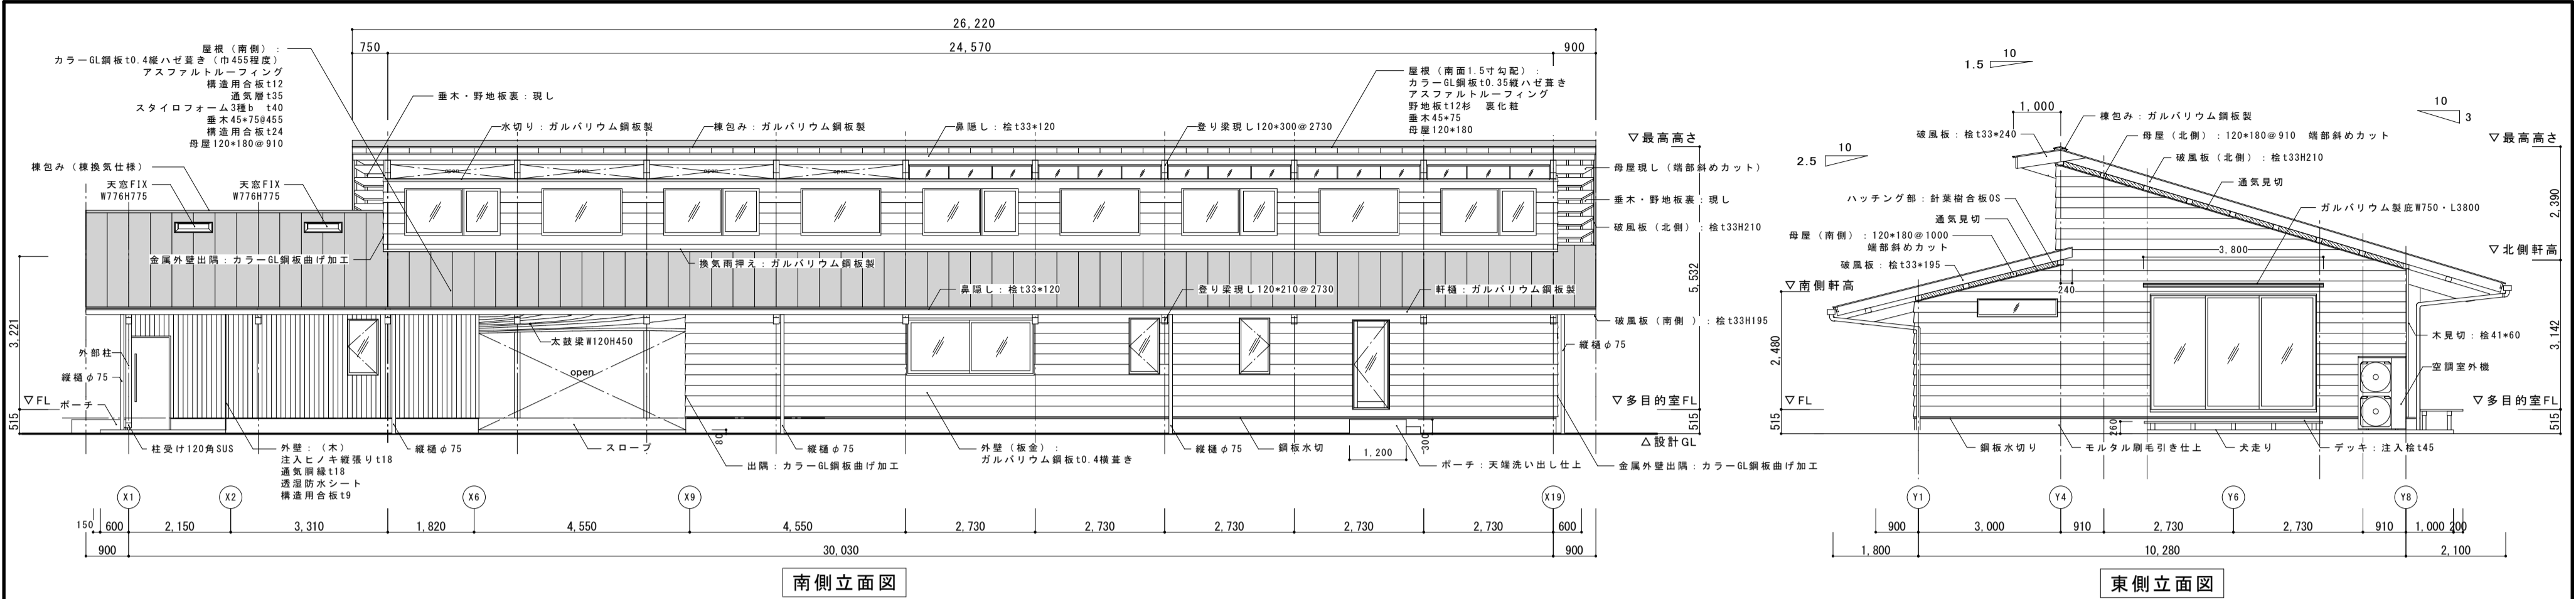 26,220
750
24,570
900
屋根（南側）：
カラーGL鋼板t0.4縦ハゼ葺き（巾455程度）
アスファルトルーフィング
構造用合板t12
通気層t35
スタイロフォーム3種b t40
垂木45*75@455
構造用合板t24
母屋120*180@910
棟包み（棟換気仕様）
天窓FIX
W776H775
天窓FIX
W776H775
垂木・野地板裏：現し
水切り：ガルバリウム鋼板製
棟包み：ガルバリウム鋼板製
鼻隠し：桧t33*120
登り梁現し120*300@2730
屋根（南面1.5寸勾配）：
カラーGL鋼板t0.35縦ハゼ葺き
アスファルトルーフィング
野地板t12杉 裏化粧
垂木45*75
母屋120*180
▽最高高さ
母屋現し（端部斜めカット）
垂木・野地板裏：現し
破風板（北側）：桧t33H210
open
open
open
open
金属外壁出隅：カラーGL鋼板曲げ加工
換気雨押え：ガルバリウム鋼板製
鼻隠し：桧t33*120
登り梁現し120*210@2730
軒樋：ガルバリウム鋼板製
破風板（南側 ）：桧t33H195
縦樋φ75
5,532
3,221
515
外部柱
縦樋φ75
▽FL
ポーチ
太鼓梁W120H450
open
▽多目的室FL
515
△設計GL
柱受け120角SUS
外壁：（木）
注入ヒノキ縦張りt18
通気胴縁t18
透湿防水シート
構造用合板t9
縦樋φ75
スロープ
80
縦樋φ75
出隅：カラーGL鋼板曲げ加工
外壁（板金）：
ガルバリウム鋼板t0.4横葺き
縦樋φ75
鋼板水切
1,200
300
ポーチ：天端洗い出し仕上
金属外壁出隅：カラーGL鋼板曲げ加工
X1
X2
X6
X9
X19
150
600
2,150
3,310
1,820
4,550
4,550
2,730
2,730
2,730
2,730
2,730
600
900
30,030
900
南側立面図
10
1.5
10
2.5
10
3
1,000
破風板：桧t33*240
棟包み：ガルバリウム鋼板製
母屋（北側）：120*180@910 端部斜めカット
破風板（北側）：桧t33H210
通気見切
ガルバリウム製庇W750・L3800
ハッチング部：針葉樹合板OS
通気見切
母屋（南側）：120*180@1000
端部斜めカット
破風板：桧t33*195
3,800
240
▽最高高さ
2,390
▽北側軒高
3,142
▽南側軒高
2,480
▽FL
515
木見切：桧41*60
空調室外機
▽多目的室FL
515
260
鋼板水切り
モルタル刷毛引き仕上
犬走り
デッキ：注入桧t45
Y1
Y4
Y6
Y8
900
3,000
910
2,730
2,730
910
1,000
200
1,800
10,280
2,100
東側立面図